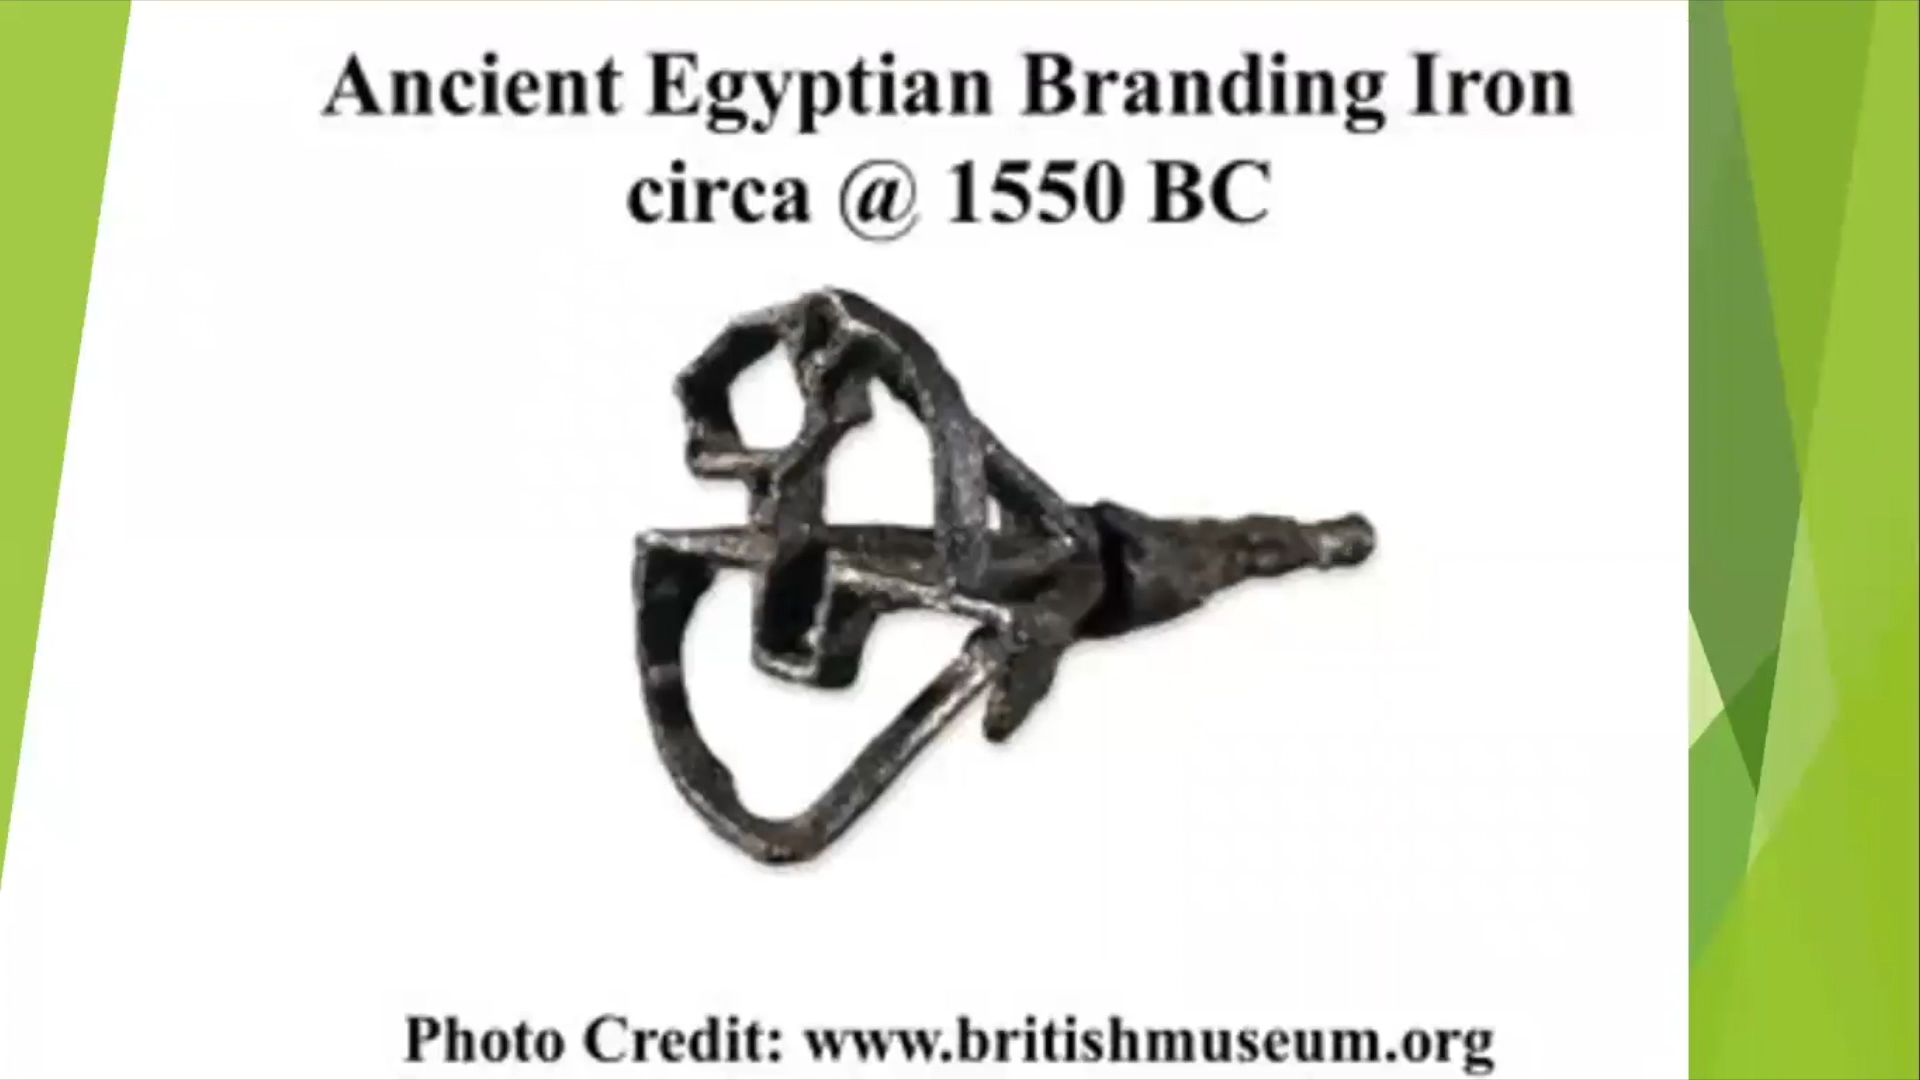 Ancient Egyptian Branding Iron
circa @ 1550 BC
Photo Credit: www.britishmuseum.org